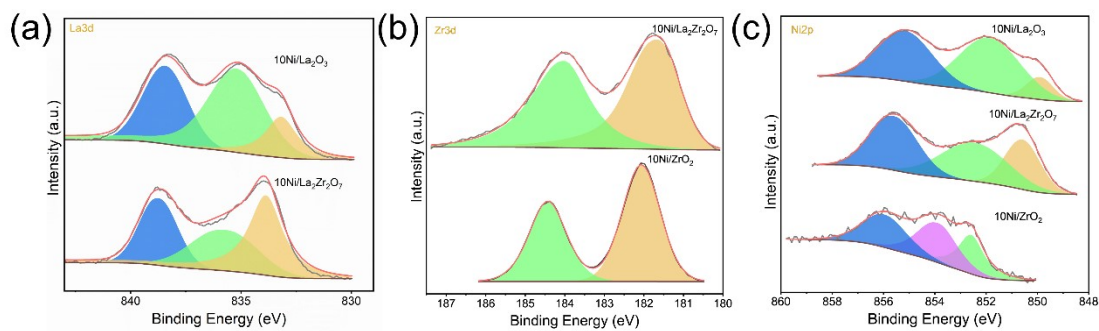 (a)
La3d
10Ni/La₂O₃
10Ni/La₂Zr₂O₇
Intensity (a.u.)
840 835 830
Binding Energy (eV)
(b)
Zr3d
10Ni/La₂Zr₂O₇
10Ni/ZrO₂
Intensity (a.u.)
187 186 185 184 183 182 181 180
Binding Energy (eV)
(c)
Ni2p
10Ni/La₂O₃
10Ni/La₂Zr₂O₇
10Ni/ZrO₂
Intensity (a.u.)
860 858 856 854 852 850 848
Binding Energy (eV)